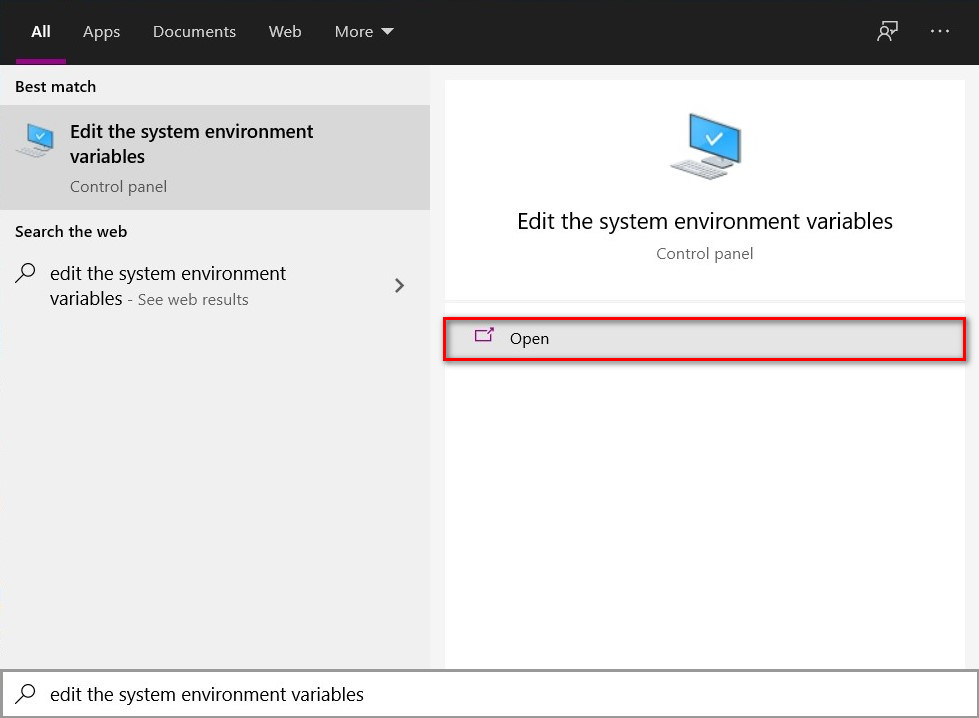 All Apps Documents Web More
Best match
Edit the system environment
variables
Control panel
Search the web
edit the system environment
variables - See web results
Edit the system environment variables
Control panel
Open
edit the system environment variables